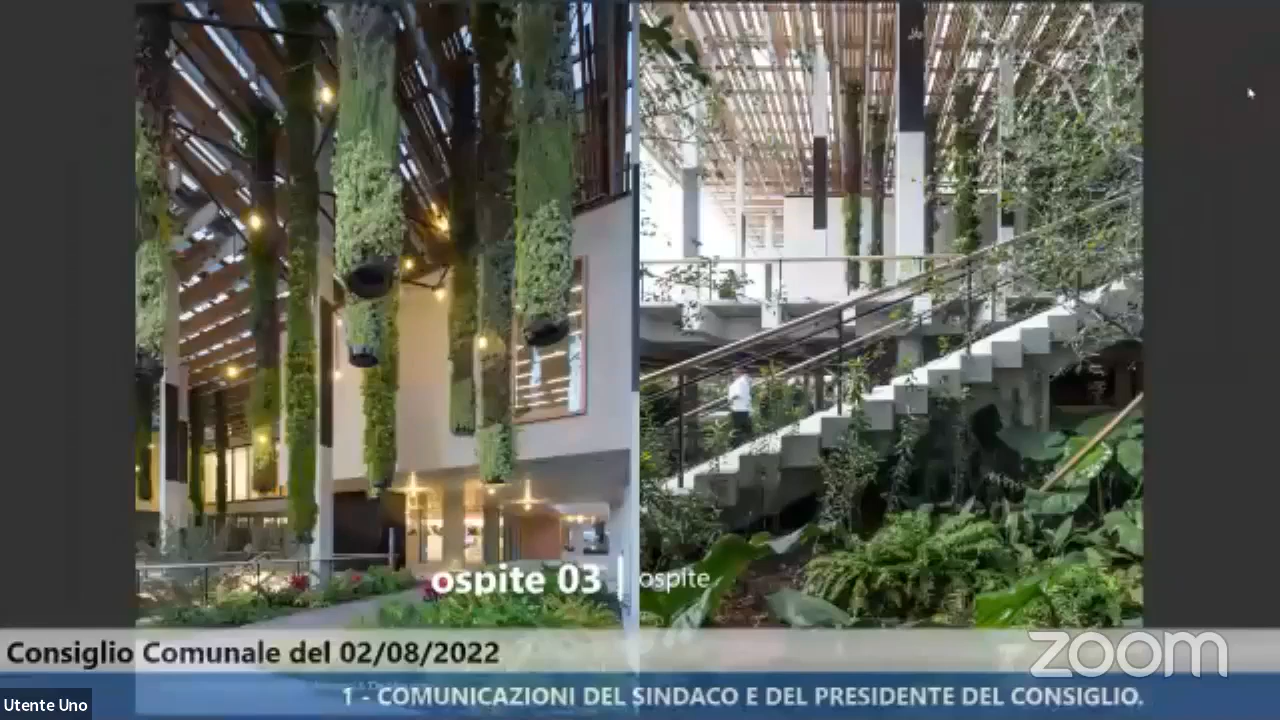 ospite 03 | ospite
Consiglio Comunale del 02/08/2022
zoom
1 - COMUNICAZIONI DEL SINDACO E DEL PRESIDENTE DEL CONSIGLIO.
Utente Uno